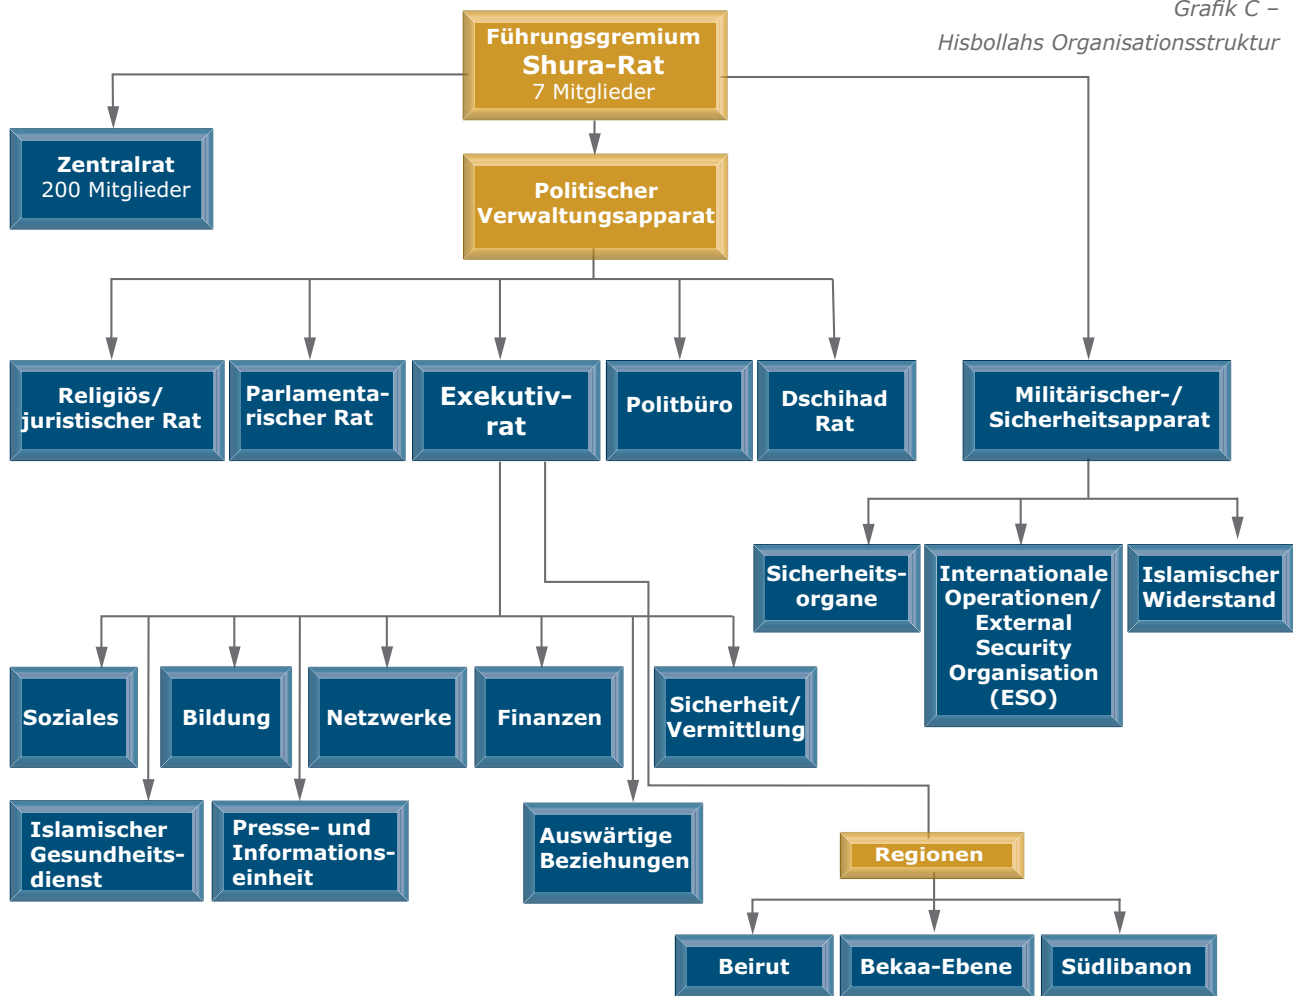 Grafik C –
Hisbollahs Organisationsstruktur
Führungsgremium
Shura-Rat
7 Mitglieder
Zentralrat
200 Mitglieder
Politischer
Verwaltungsapparat
Religiös/
juristischer Rat
Parlamenta-
rischer Rat
Exekutiv-
rat
Politbüro
Dschihad
Rat
Militärischer-/
Sicherheitsapparat
Sicherheits-
organe
Internationale
Operationen/
External
Security
Organisation
(ESO)
Islamischer
Widerstand
Soziales
Bildung
Netzwerke
Finanzen
Sicherheit/
Vermittlung
Islamischer
Gesundheits-
dienst
Presse- und
Informations-
einheit
Auswärtige
Beziehungen
Regionen
Beirut
Bekaa-Ebene
Südlibanon